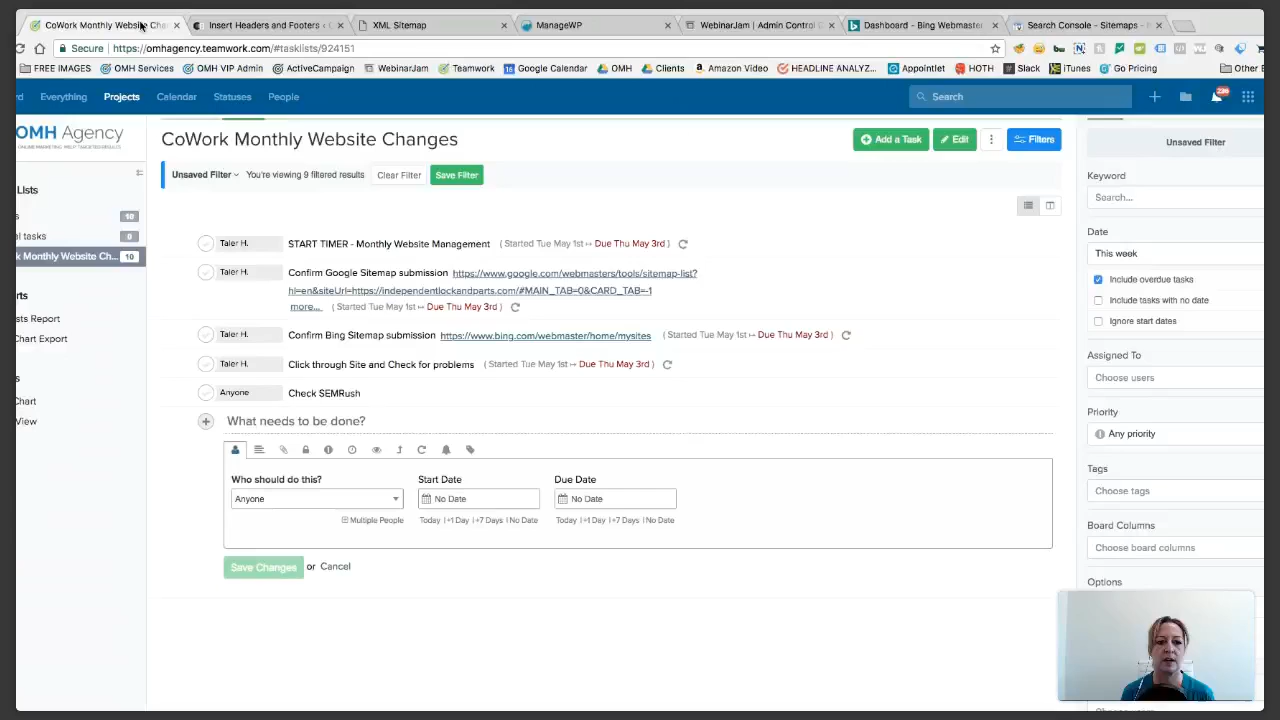 CoWork Monthly Website Cha
Insert Headers and Footers ‹
XML Sitemap
ManageWP
WebinarJam | Admin Control
Dashboard - Bing Webmaster
Search Console - Sitemaps -
Secure | https://omhagency.teamwork.com/#tasklists/924151
FREE IMAGES OMH Services OMH VIP Admin ActiveCampaign WebinarJam Teamwork Google Calendar OMH Clients Amazon Video HEADLINE ANALYZ... Appointlet HOTH Slack iTunes Go Pricing Other
rd Everything Projects Calendar Statuses People Search 236
OMH Agency
CoWork Monthly Website Changes
Add a Task
Edit
Filters
Unsaved Filter
Unsaved Filter You're viewing 9 filtered results Clear Filter Save Filter
Lists
s 10
al tasks 0
rk Monthly Website Ch... 10
rts
sts Report
Chart Export
s
Chart
View
Taler H. START TIMER - Monthly Website Management ( Started Tue May 1st ↦ Due Thu May 3rd )
Taler H. Confirm Google Sitemap submission https://www.google.com/webmasters/tools/sitemap-list?
hl=en&siteUrl=https://independentlockandparts.com/#MAIN_TAB=0&CARD_TAB=-1
more... ( Started Tue May 1st ↦ Due Thu May 3rd )
Taler H. Confirm Bing Sitemap submission https://www.bing.com/webmaster/home/mysites ( Started Tue May 1st ↦ Due Thu May 3rd )
Taler H. Click through Site and Check for problems ( Started Tue May 1st ↦ Due Thu May 3rd )
Anyone Check SEMRush
What needs to be done?
Who should do this? Start Date Due Date
Anyone No Date No Date
Multiple People Today | +1 Day | +7 Days | No Date Today | +1 Day | +7 Days | No Date
Save Changes or Cancel
Keyword
Search...
Date
This week
Include overdue tasks
Include tasks with no date
Ignore start dates
Assigned To
Choose users
Priority
Any priority
Tags
Choose tags
Board Columns
Choose board columns
Options